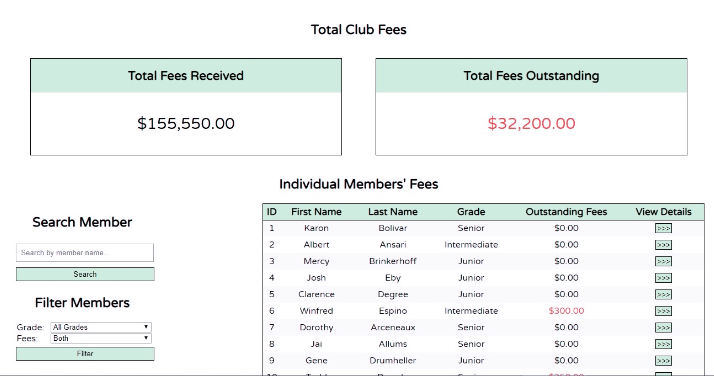 Total Club Fees
Total Fees Received
Total Fees Outstanding
$155,550.00
$32,200.00
Individual Members' Fees
Search Member
Search by member name...
Search
Filter Members
Grade: All Grades
Fees: Both
Filter
ID First Name Last Name Grade Outstanding Fees View Details
1 Karon Bolivar Senior $0.00 >>>
2 Albert Ansari Intermediate $0.00 >>>
3 Mercy Brinkerhoff Junior $0.00 >>>
4 Josh Eby Junior $0.00 >>>
5 Clarence Degree Junior $0.00 >>>
6 Winfred Espino Intermediate $300.00 >>>
7 Dorothy Arceneaux Senior $0.00 >>>
8 Jai Allums Senior $0.00 >>>
9 Gene Drumheller Junior $0.00 >>>